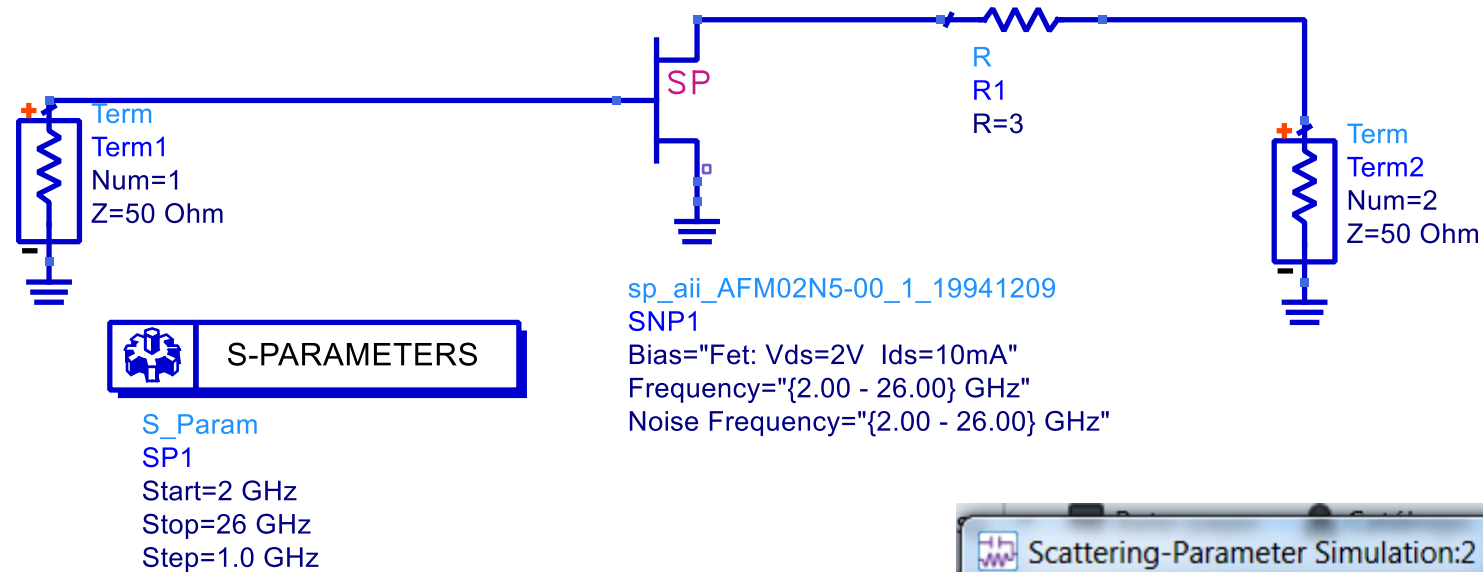 SP
R
R1
R=3
Term
Term1
Num=1
Z=50 Ohm
Term
Term2
Num=2
Z=50 Ohm
sp_aii_AFM02N5-00_1_19941209
SNP1
Bias="Fet: Vds=2V Ids=10mA"
Frequency="{2.00 - 26.00} GHz"
Noise Frequency="{2.00 - 26.00} GHz"
S-PARAMETERS
S_Param
SP1
Start=2 GHz
Stop=26 GHz
Step=1.0 GHz
Scattering-Parameter Simulation:2